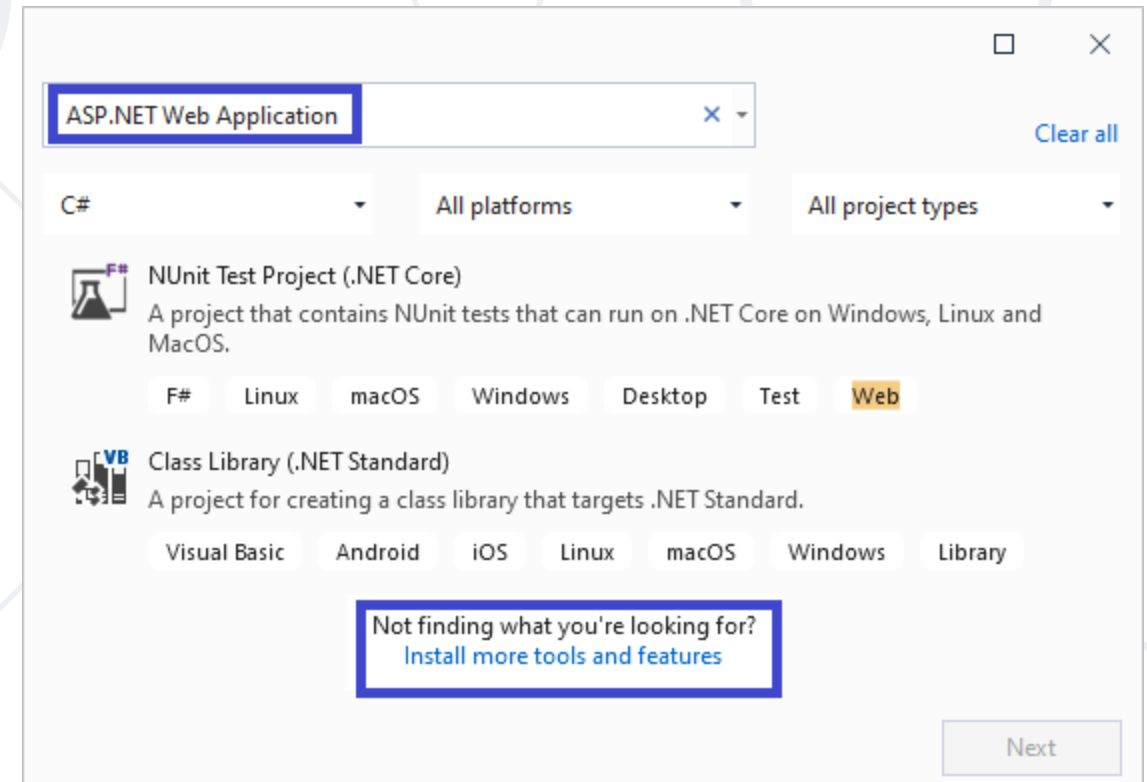 ASP.NET Web Application
Clear all
C#
All platforms
All project types
F#
NUnit Test Project (.NET Core)
A project that contains NUnit tests that can run on .NET Core on Windows, Linux and
MacOS.
F# Linux macOS Windows Desktop Test Web
VB
Class Library (.NET Standard)
A project for creating a class library that targets .NET Standard.
Visual Basic Android iOS Linux macOS Windows Library
Not finding what you're looking for?
Install more tools and features
Next